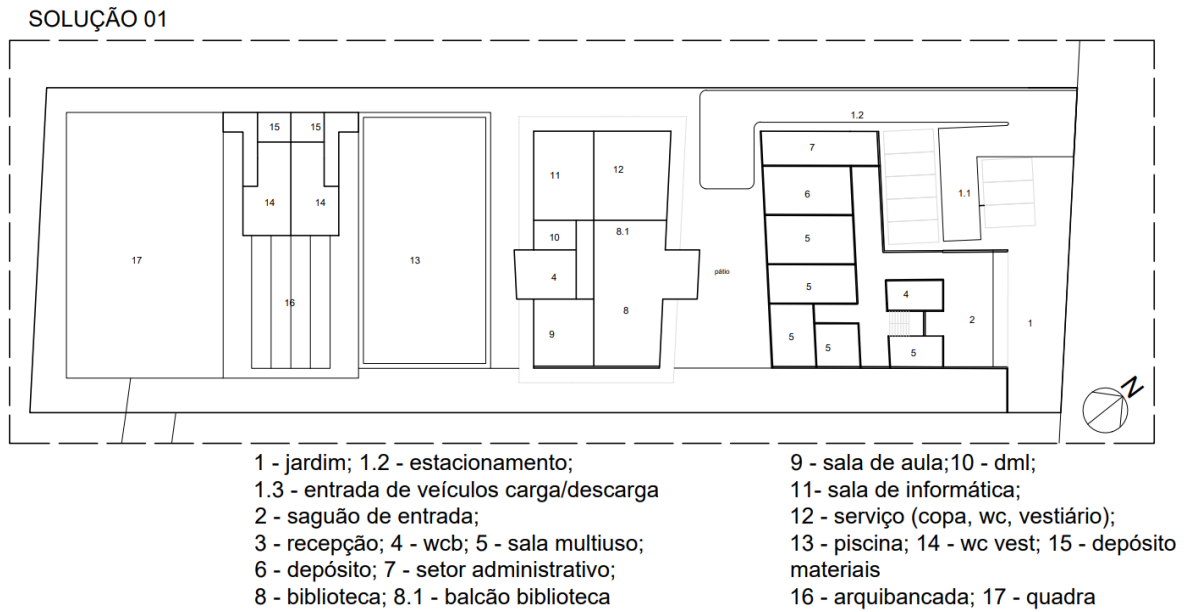 SOLUÇÃO 01
1.2
15 15
7
11 12
6
1.1
14 14
10 8.1
5
17 13
4 pátio
5 4
16
8 2 1
9 5 5 5
N
1 - jardim; 1.2 - estacionamento;
1.3 - entrada de veículos carga/descarga
2 - saguão de entrada;
3 - recepção; 4 - wcb; 5 - sala multiuso;
6 - depósito; 7 - setor administrativo;
8 - biblioteca; 8.1 - balcão biblioteca
9 - sala de aula;10 - dml;
11- sala de informática;
12 - serviço (copa, wc, vestiário);
13 - piscina; 14 - wc vest; 15 - depósito
materiais
16 - arquibancada; 17 - quadra